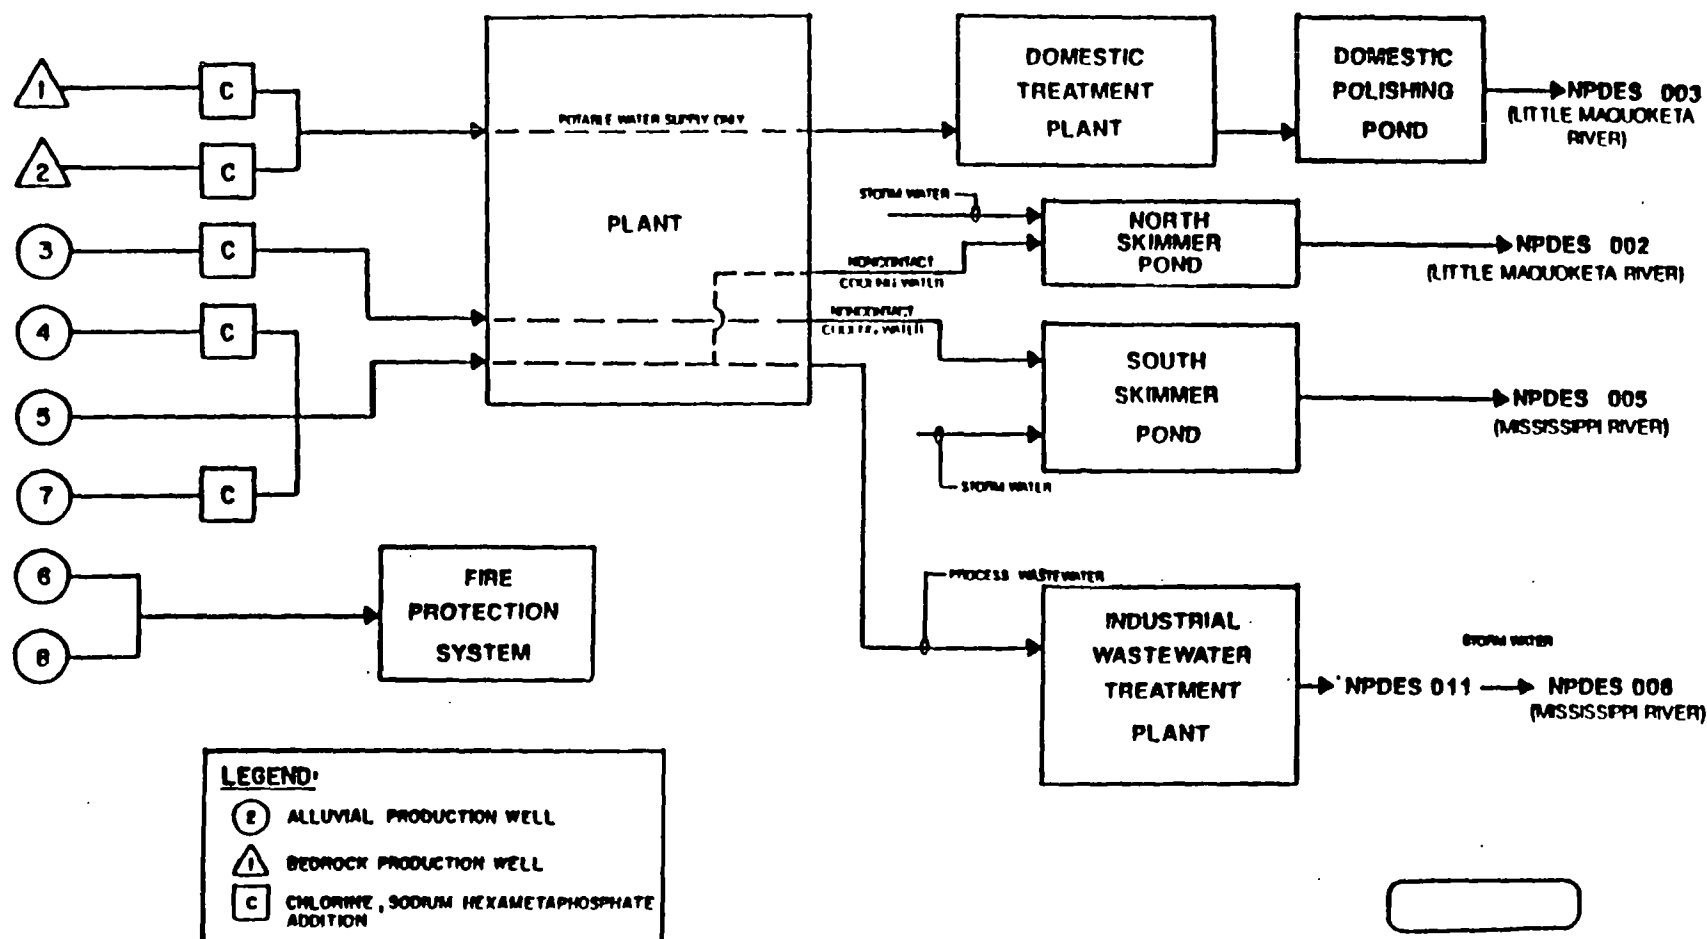 1
C
2
C
3
C
4
C
5
7
C
6
8
POTABLE WATER SUPPLY ONLY
PLANT
DOMESTIC
TREATMENT
PLANT
DOMESTIC
POLISHING
POND
NPDES 003
(LITTLE MAQUOKETA
RIVER)
STORM WATER
NORTH
SKIMMER
POND
NPDES 002
(LITTLE MAQUOKETA RIVER)
NONCONTACT
COOLING WATER
NONCONTACT
COOLING WATER
SOUTH
SKIMMER
POND
NPDES 005
(MISSISSIPPI RIVER)
STORM WATER
FIRE
PROTECTION
SYSTEM
PROCESS WASTEWATER
INDUSTRIAL
WASTEWATER
TREATMENT
PLANT
STORM WATER
NPDES 011
NPDES 006
(MISSISSIPPI RIVER)
LEGEND:
2 ALLUVIAL PRODUCTION WELL
1 BEDROCK PRODUCTION WELL
C CHLORINE, SODIUM HEXAMETAPHOSPHATE
ADDITION